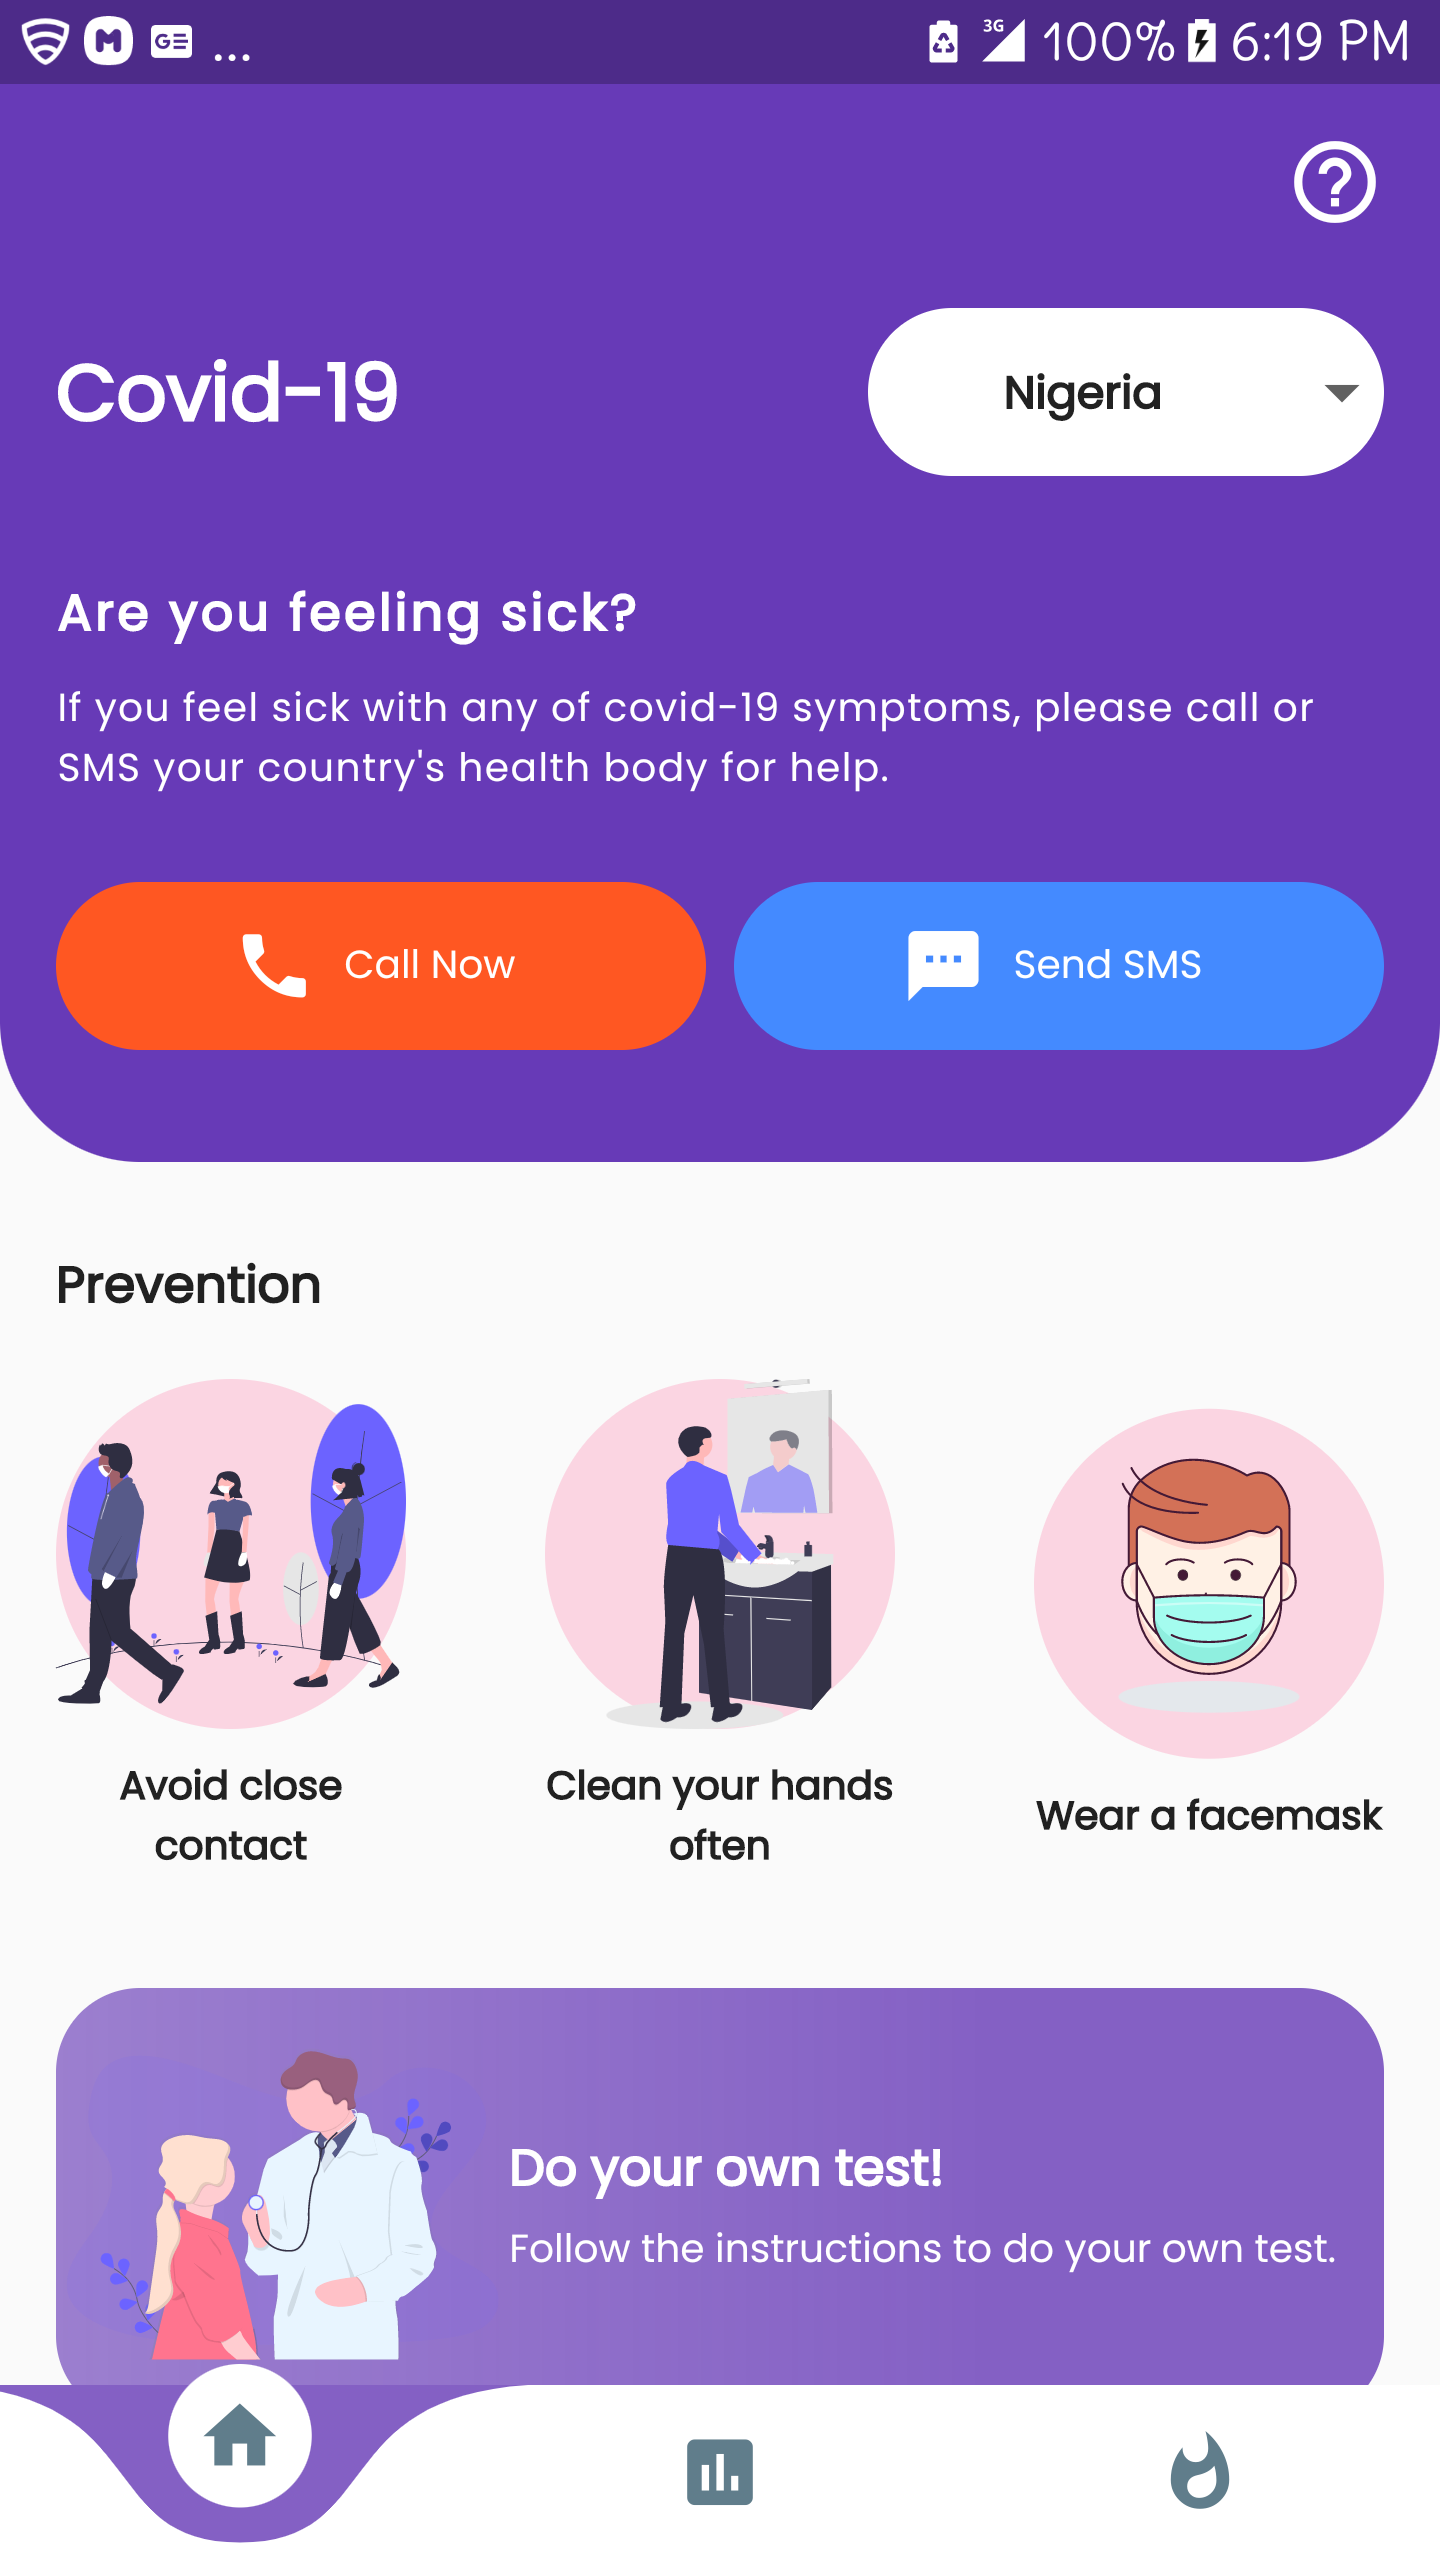 ... 3G 100% 6:19 PM
Covid-19
Nigeria
Are you feeling sick?
If you feel sick with any of covid-19 symptoms, please call or
SMS your country's health body for help.
Call Now
Send SMS
Prevention
Avoid close
contact
Clean your hands
often
Wear a facemask
Do your own test!
Follow the instructions to do your own test.